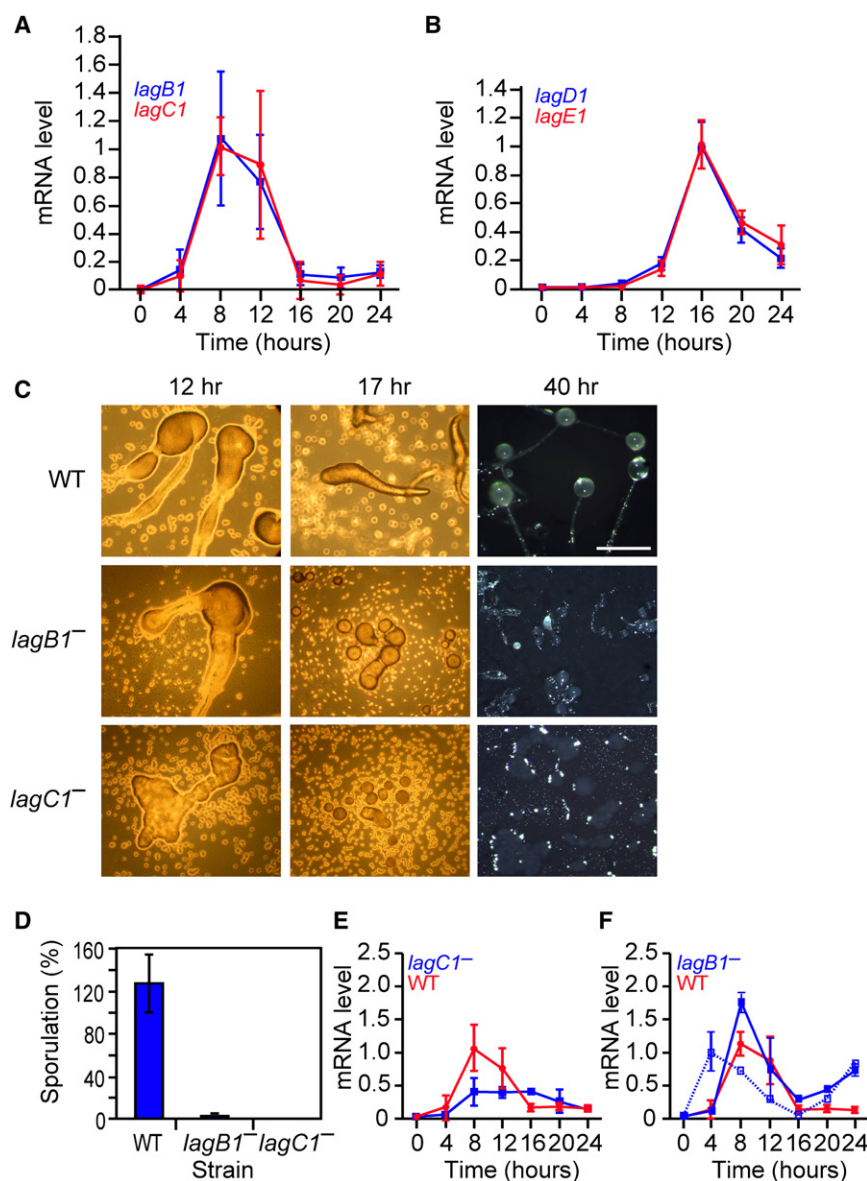 A
mRNA level
1.8
1.6
1.4
1.2
1
0.8
0.6
0.4
0.2
0
lagB1
lagC1
0 4 8 12 16 20 24
Time (hours)
B
mRNA level
1.4
1.2
1
0.8
0.6
0.4
0.2
0
lagD1
lagE1
0 4 8 12 16 20 24
Time (hours)
C
12 hr 17 hr 40 hr
WT
lagB1–
lagC1–
D
Sporulation (%)
160
120
80
40
0
WT lagB1– lagC1–
Strain
E
mRNA level
2.5
2.0
1.5
1.0
0.5
0
lagC1–
WT
0 4 8 12 16 20 24
Time (hours)
F
mRNA level
2.5
2.0
1.5
1.0
0.5
0
lagB1–
WT
0 4 8 12 16 20 24
Time (hours)